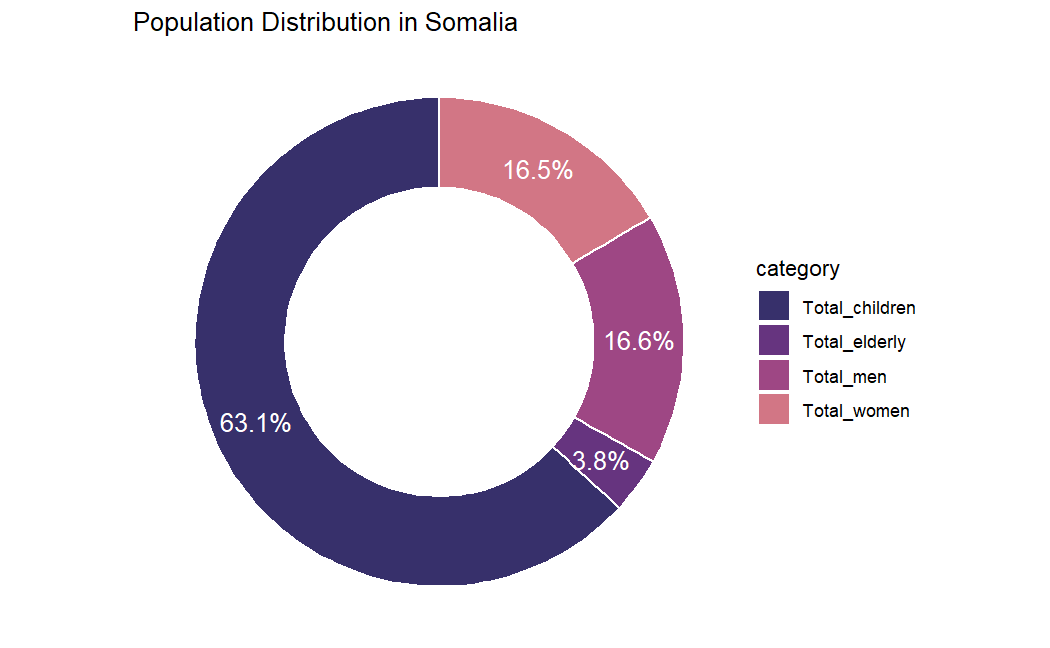 Population Distribution in Somalia
16.5%
16.6%
3.8%
63.1%
category
Total_children
Total_elderly
Total_men
Total_women